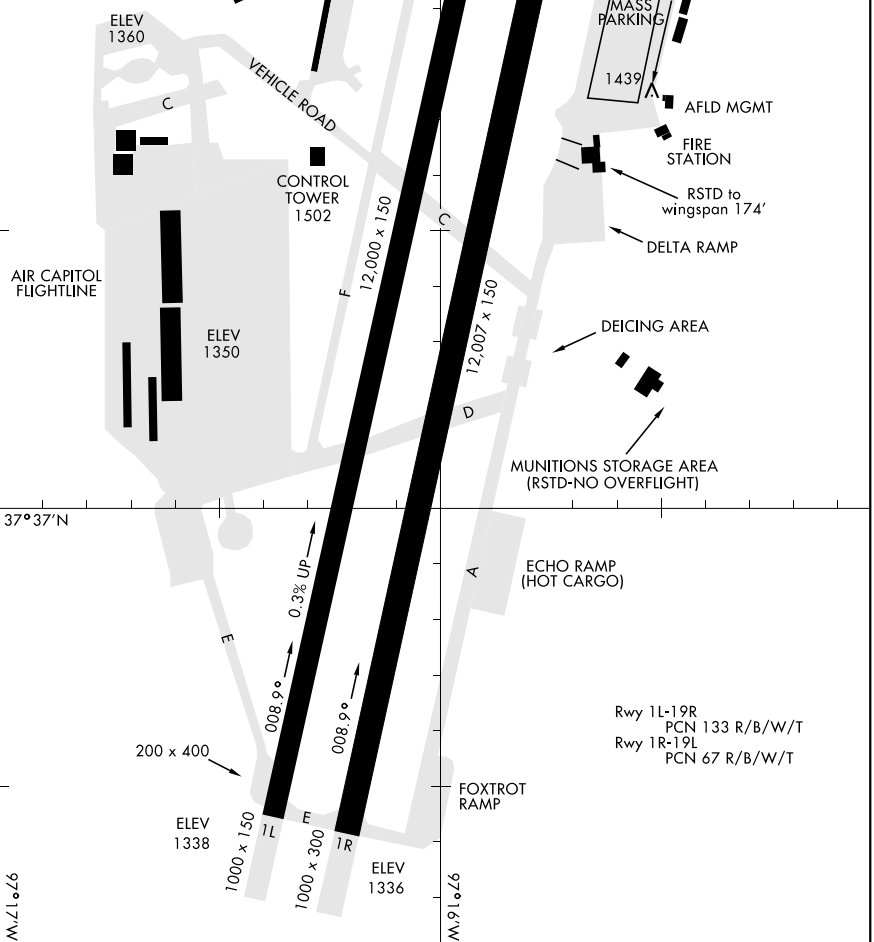 MASS
PARKING
ELEV
1360
1439
VEHICLE ROAD
C
AFLD MGMT
FIRE
STATION
CONTROL
TOWER
1502
RSTD to
wingspan 174'
C
DELTA RAMP
12,000 x 150
AIR CAPITOL
FLIGHTLINE
F
12,007 x 150
DEICING AREA
ELEV
1350
D
MUNITIONS STORAGE AREA
(RSTD-NO OVERFLIGHT)
37°37'N
0.3% UP
A
ECHO RAMP
(HOT CARGO)
E
008.9°
008.9°
Rwy 1L-19R
PCN 133 R/B/W/T
Rwy 1R-19L
PCN 67 R/B/W/T
200 x 400
FOXTROT
RAMP
E
ELEV
1338
1L
1R
1000 x 150
1000 x 300
ELEV
1336
97°17'W
97°16'W